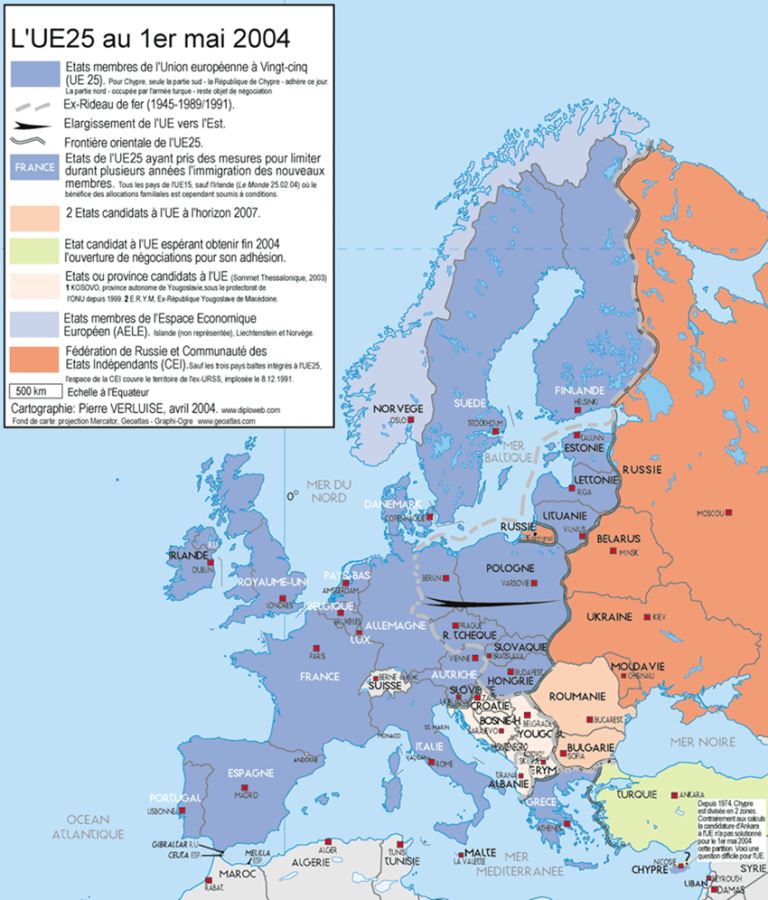 L'UE25 au 1er mai 2004
Etats membres de l'Union européenne à Vingt-cinq
(UE 25). Pour Chypre, seule la partie sud - la République de Chypre - adhère ce jour.
La partie nord - occupée par l'armée turque - reste objet de négociation
Ex-Rideau de fer (1945-1989/1991).
Elargissement de l'UE vers l'Est.
Frontière orientale de l'UE25.
FRANCE
Etats de l'UE25 ayant pris des mesures pour limiter
durant plusieurs années l'immigration des nouveaux
membres. Tous les pays de l'UE15, sauf l'Irlande (Le Monde 25.02.04) où le
bénéfice des allocations familiales est cependant soumis à conditions.
2 Etats candidats à l'UE à l'horizon 2007.
Etat candidat à l'UE espérant obtenir fin 2004
l'ouverture de négociations pour son adhésion.
Etats ou province candidats à l'UE (Sommet Thessalonique, 2003)
1 KOSOVO, province autonome de Yougoslavie,sous le protectorat de
l'ONU depuis 1999. 2 E.R.Y.M, Ex-République Yougoslave de Macédoine.
Etats membres de l'Espace Economique
Européen (AELE). Islande (non représentée), Liechtenstein et Norvège.
Fédération de Russie et Communauté des
Etats Indépendants (CEI). Sauf les trois pays baltes intégrés à l'UE25,
l'espace de la CEI couvre le territoire de l'ex-URSS, implosée le 8.12.1991.
500 km Echelle à l'Equateur
Cartographie: Pierre VERLUISE, avril 2004. www.diploweb.com
Fond de carte: projection Mercator, Geoatlas - Graphi-Ogre www.geoatlas.com
NORVEGE
OSLO
SUEDE
STOCKHOLM
FINLANDE
HELSINKI
MER
BALTIQUE
TALLINN
ESTONIE
LETTONIE
RIGA
LITUANIE
VILNIUS
RUSSIE
RUSSIE
MOSCOU
MER DU
NORD
0°
DANEMARK
COPENHAGUE
IRLANDE
DUBLIN
ROYAUME-UNI
LONDRES
PAYS-BAS
AMSTERDAM
BELGIQUE
BRUXELLES
LUX.
ALLEMAGNE
BERLIN
POLOGNE
VARSOVIE
BELARUS
MINSK
UKRAINE
KIEV
PRAGUE
R. TCHEQUE
SLOVAQUIE
BRATISLAVA
VIENNE
AUTRICHE
BUDAPEST
HONGRIE
MOLDAVIE
CHISINAU
PARIS
FRANCE
BERNE
SUISSE
ROUMANIE
BUCAREST
CROATIE
BOSNIE-H
SARAJEVO
BELGRADE
YOUGO
MONTENEGRO
KOSOVO
BULGARIE
SOFIA
ERYM
TIRANA
ALBANIE
GRECE
ATHENES
MER NOIRE
ST-MARIN
MONACO
ITALIE
VATICAN
ROME
ANDORRE
ESPAGNE
MADRID
PORTUGAL
LISBONNE
OCEAN
ATLANTIQUE
GIBRALTAR R.U
CEUTA ESP
MELILLA
ESP
MAROC
RABAT
ALGER
ALGERIE
TUNIS
TUNISIE
MALTE
LA VALETTE
MER
MEDITERRANEE
TURQUIE
ANKARA
Depuis 1974, Chypre
est divisée en 2 zones.
Contrairement aux calculs
la candidature d'Ankara
à l'UE n'a pas solutionné
pour le 1er mai 2004
cette partition. Voici une
question difficile pour l'UE.
NICOSIE
?
CHYPRE
LIBAN
BEYROUTH
SYRIE
DAMAS